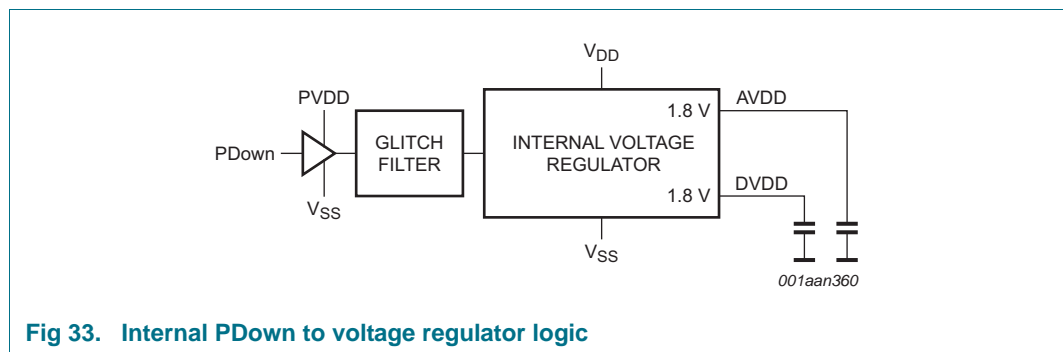 VDD
PVDD
1.8 V
AVDD
PDown
GLITCH
FILTER
INTERNAL VOLTAGE
REGULATOR
1.8 V
DVDD
VSS
VSS
001aan360
Fig 33. Internal PDown to voltage regulator logic